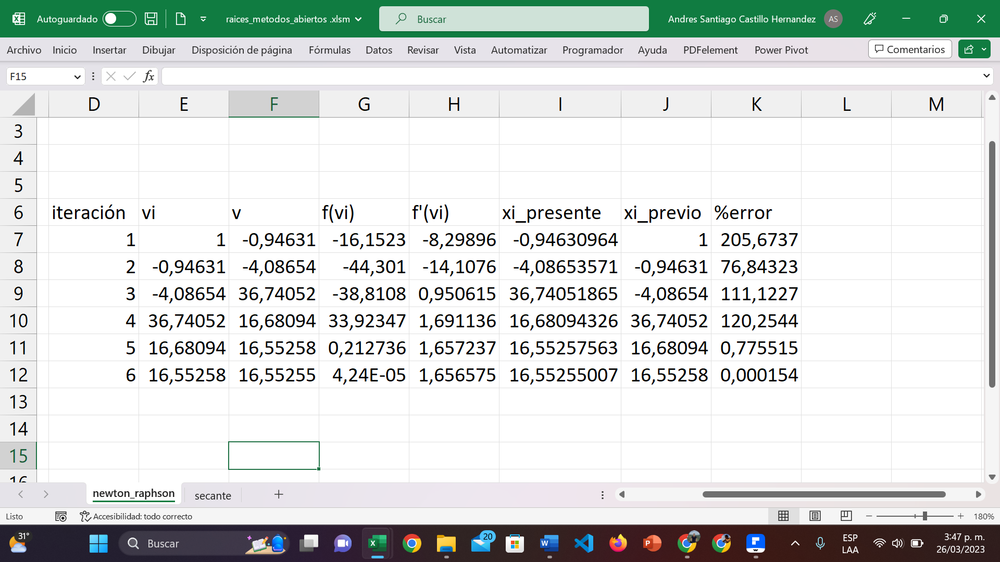 Autoguardado raices_metodos_abiertos .xlsm Buscar Andres Santiago Castillo Hernandez AS
Archivo Inicio Insertar Dibujar Disposición de página Fórmulas Datos Revisar Vista Automatizar Programador Ayuda PDFelement Power Pivot Comentarios
F15 fx
D E F G H I J K L M
3
4
5
6 iteración vi v f(vi) f'(vi) xi_presente xi_previo %error
7 1 1 -0,94631 -16,1523 -8,29896 -0,94630964 1 205,6737
8 2 -0,94631 -4,08654 -44,301 -14,1076 -4,08653571 -0,94631 76,84323
9 3 -4,08654 36,74052 -38,8108 0,950615 36,74051865 -4,08654 111,1227
10 4 36,74052 16,68094 33,92347 1,691136 16,68094326 36,74052 120,2544
11 5 16,68094 16,55258 0,212736 1,657237 16,55257563 16,68094 0,775515
12 6 16,55258 16,55255 4,24E-05 1,656575 16,55255007 16,55258 0,000154
13
14
15
16
newton_raphson secante
Listo Accesibilidad: todo correcto 180%
31° Buscar 20 ESP 3:47 p. m.
LAA 26/03/2023